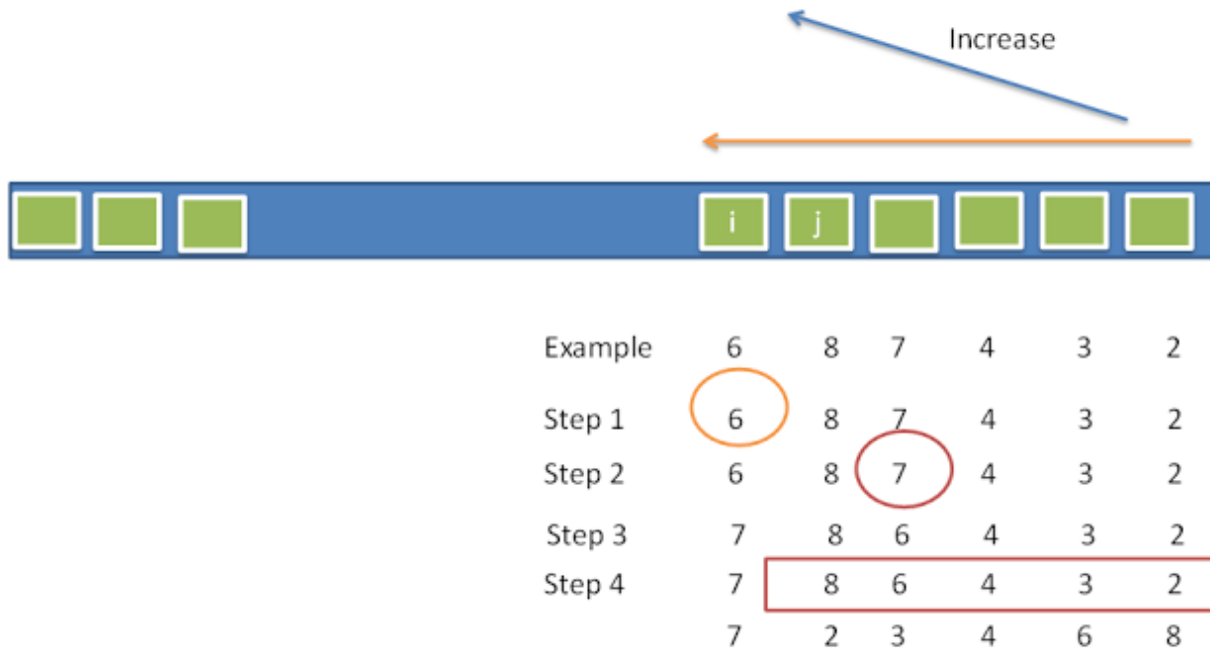 Increase
i j
Example 6 8 7 4 3 2
Step 1 6 8 7 4 3 2
Step 2 6 8 7 4 3 2
Step 3 7 8 6 4 3 2
Step 4 7 8 6 4 3 2
7 2 3 4 6 8